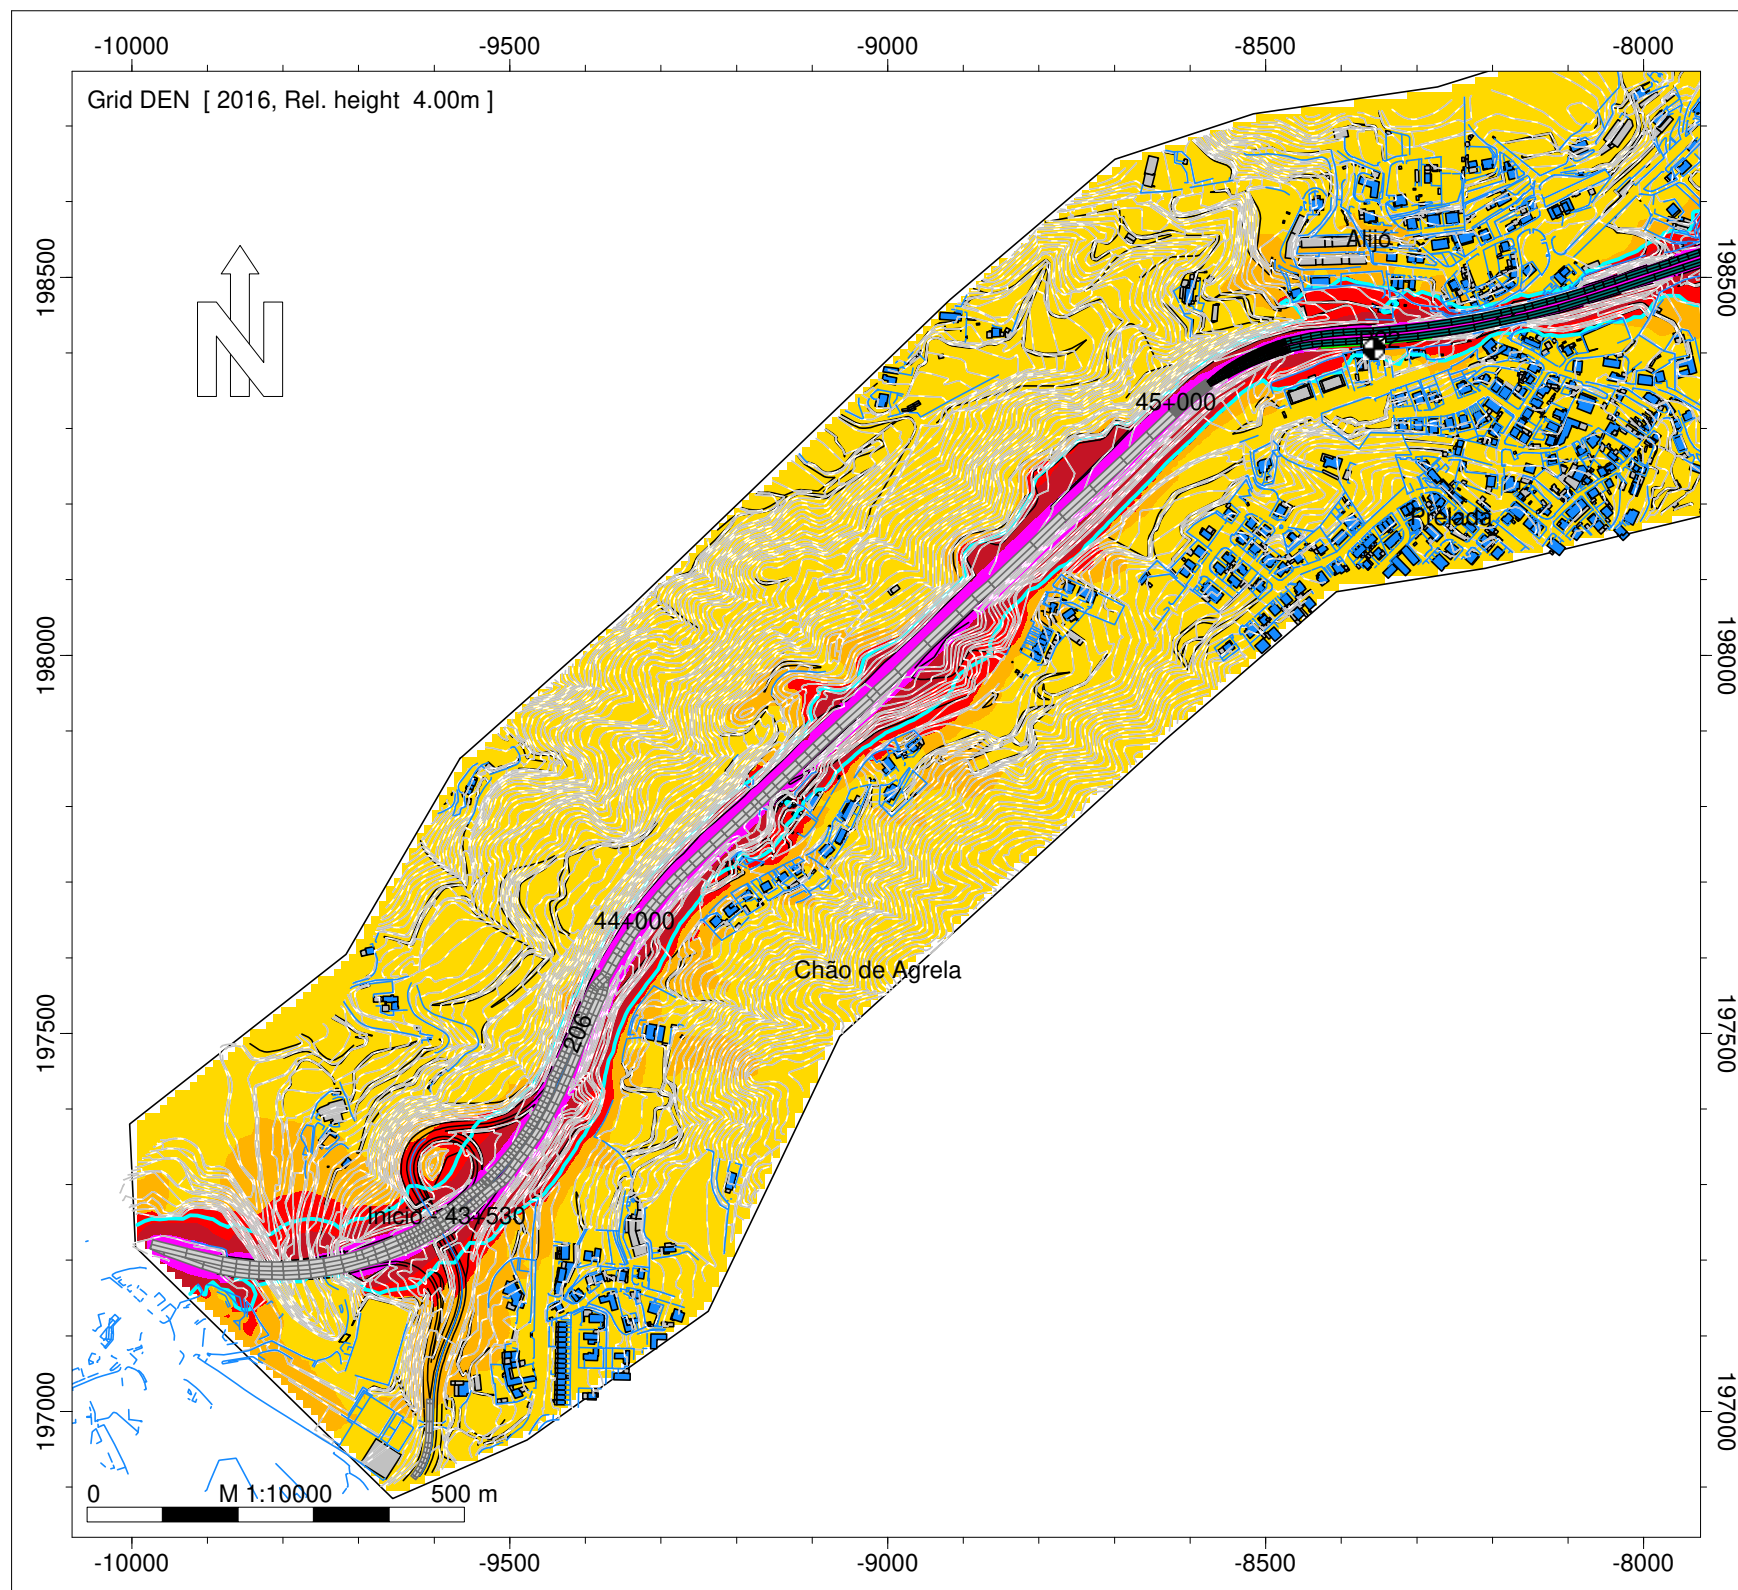 -10000 -9500 -9000 -8500 -8000
Grid DEN [ 2016, Rel. height 4.00m ]
Alijó
198500
198500
N
45+000
Prelada
198000
198000
44+000
Chão de Agrela
206
197500
197500
Inicio - 43+530
197000
197000
0 M 1:10000 500 m
-10000 -9500 -9000 -8500 -8000